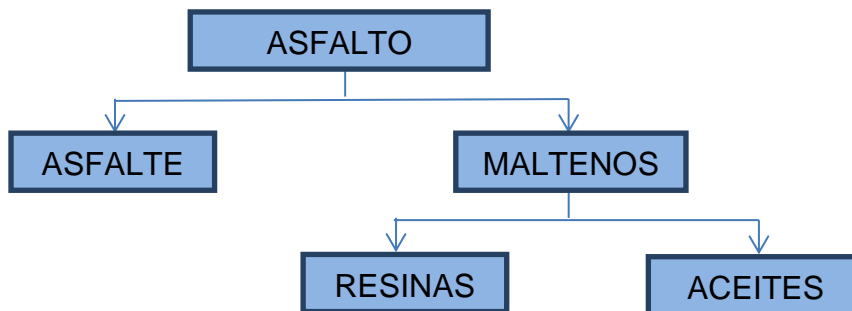 ASFALTO
ASFALTE
MALTENOS
RESINAS
ACEITES